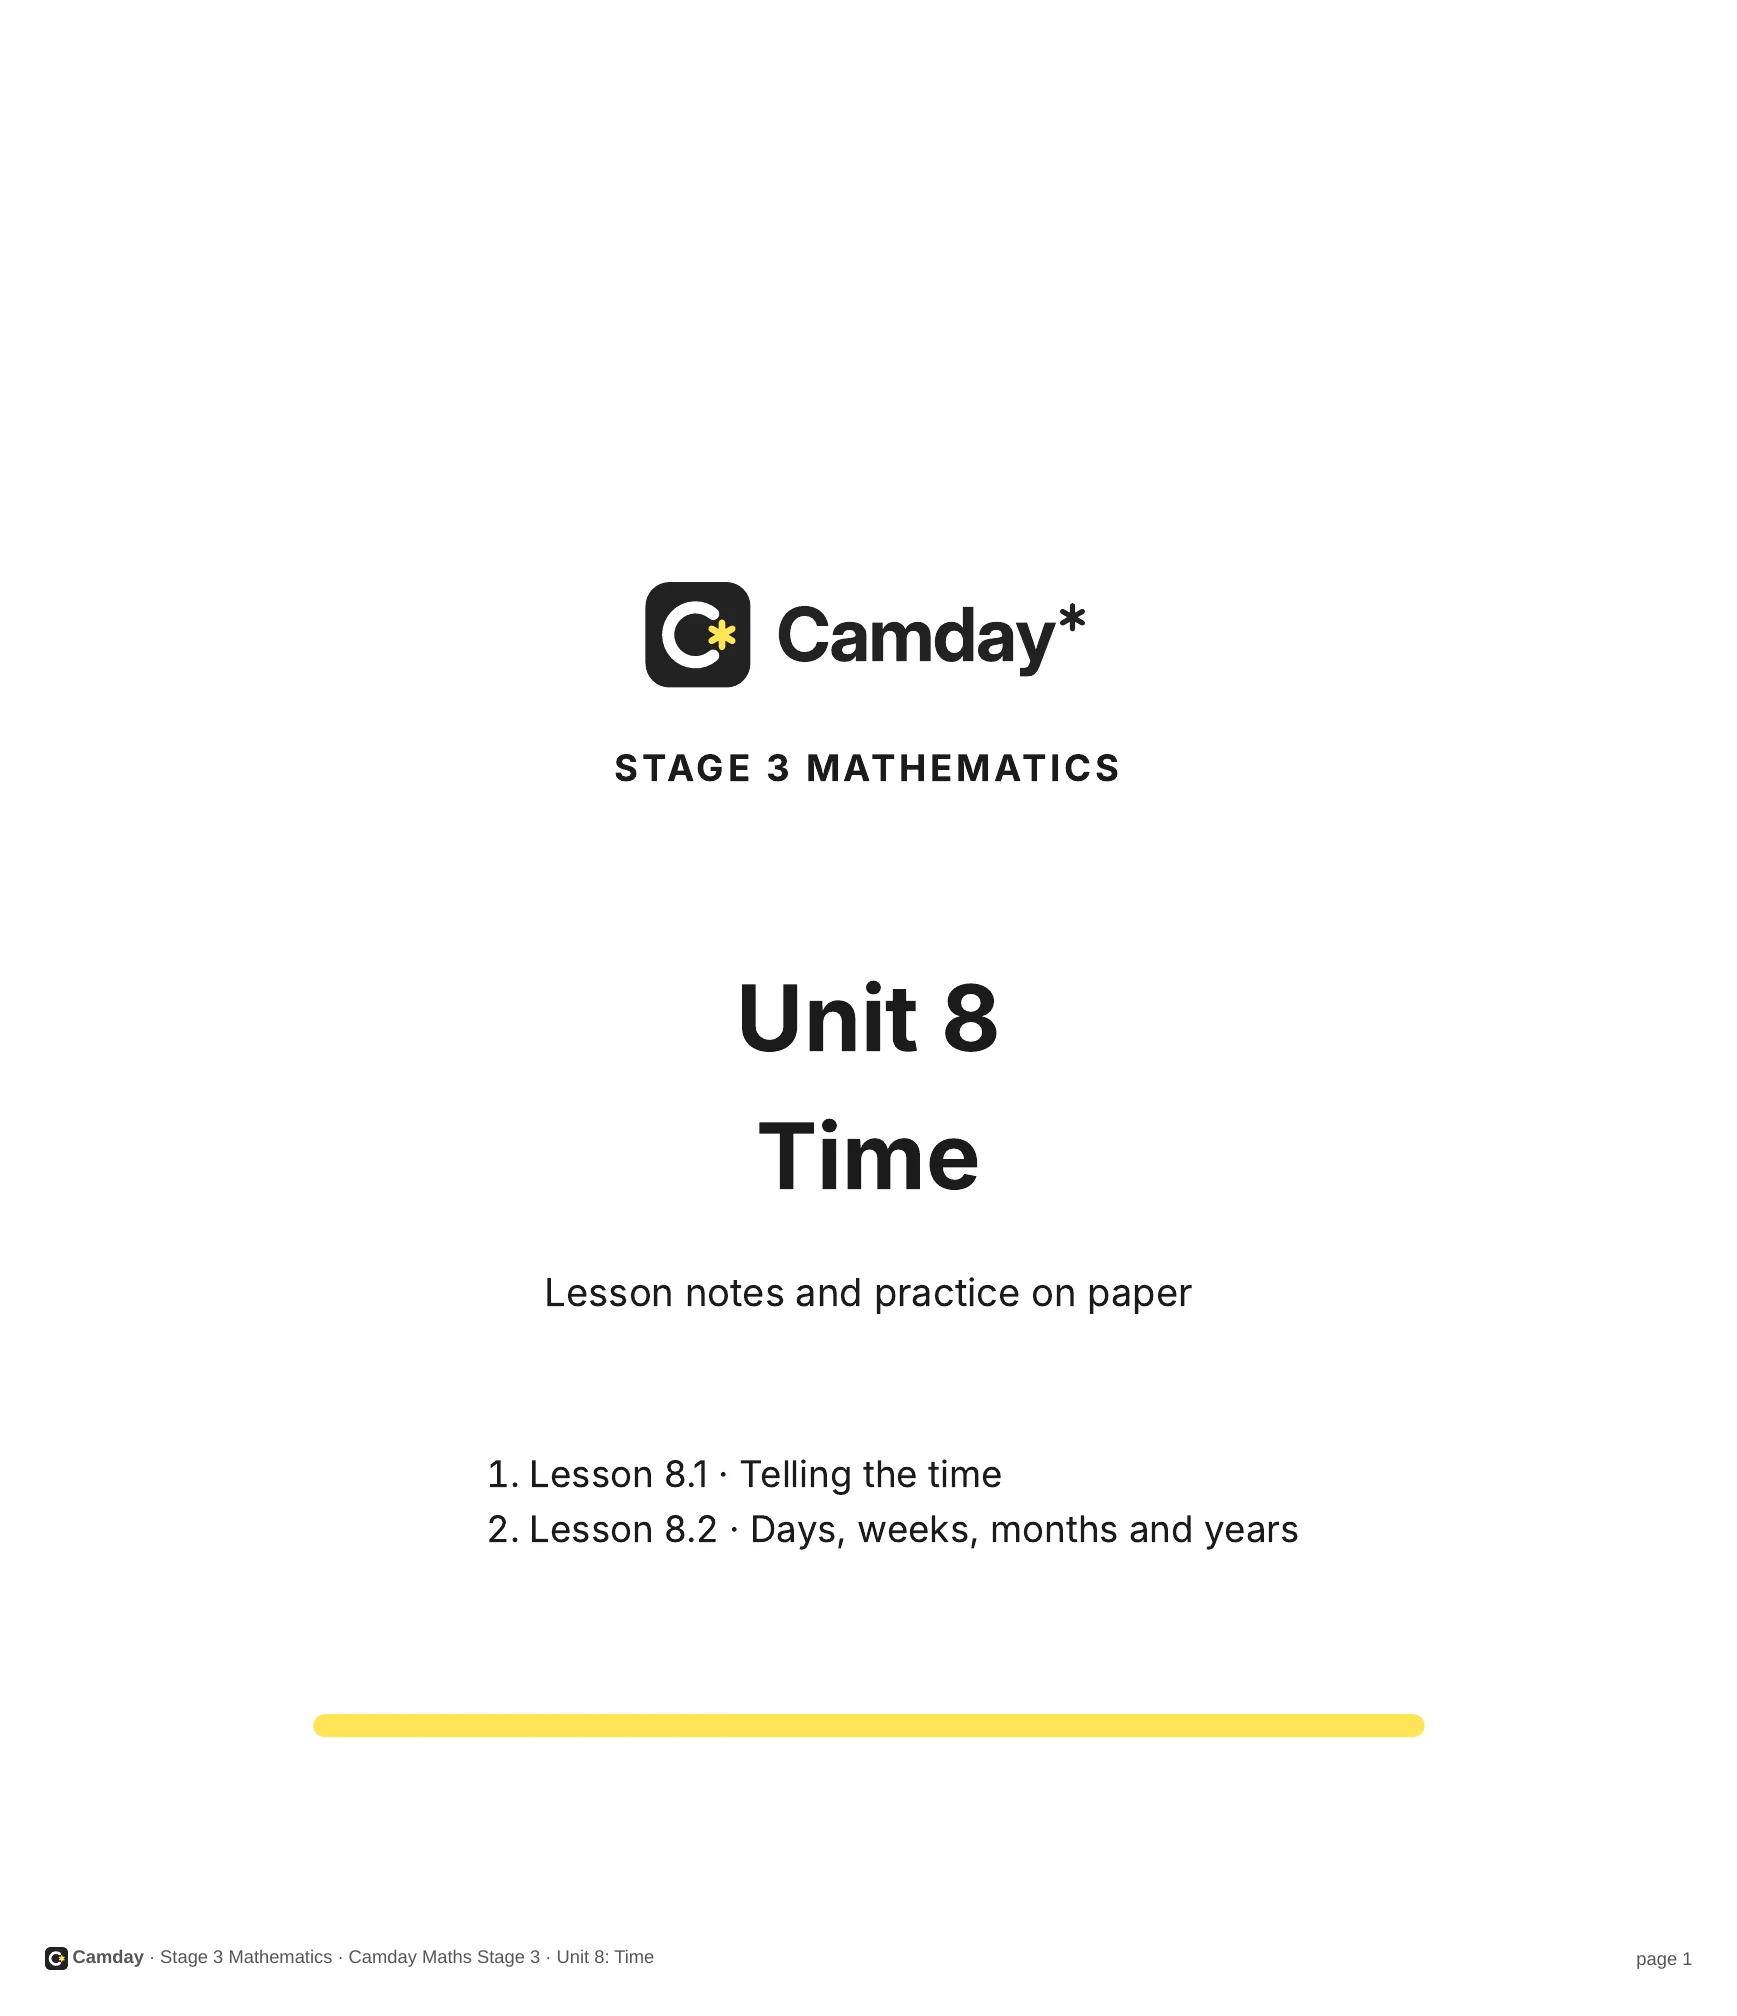 Camday*
STAGE 3 MATHEMATICS
Unit 8
Time
Lesson notes and practice on paper
1. Lesson 8.1 · Telling the time
2. Lesson 8.2 · Days, weeks, months and years
Camday · Stage 3 Mathematics · Camday Maths Stage 3 · Unit 8: Time
page 1